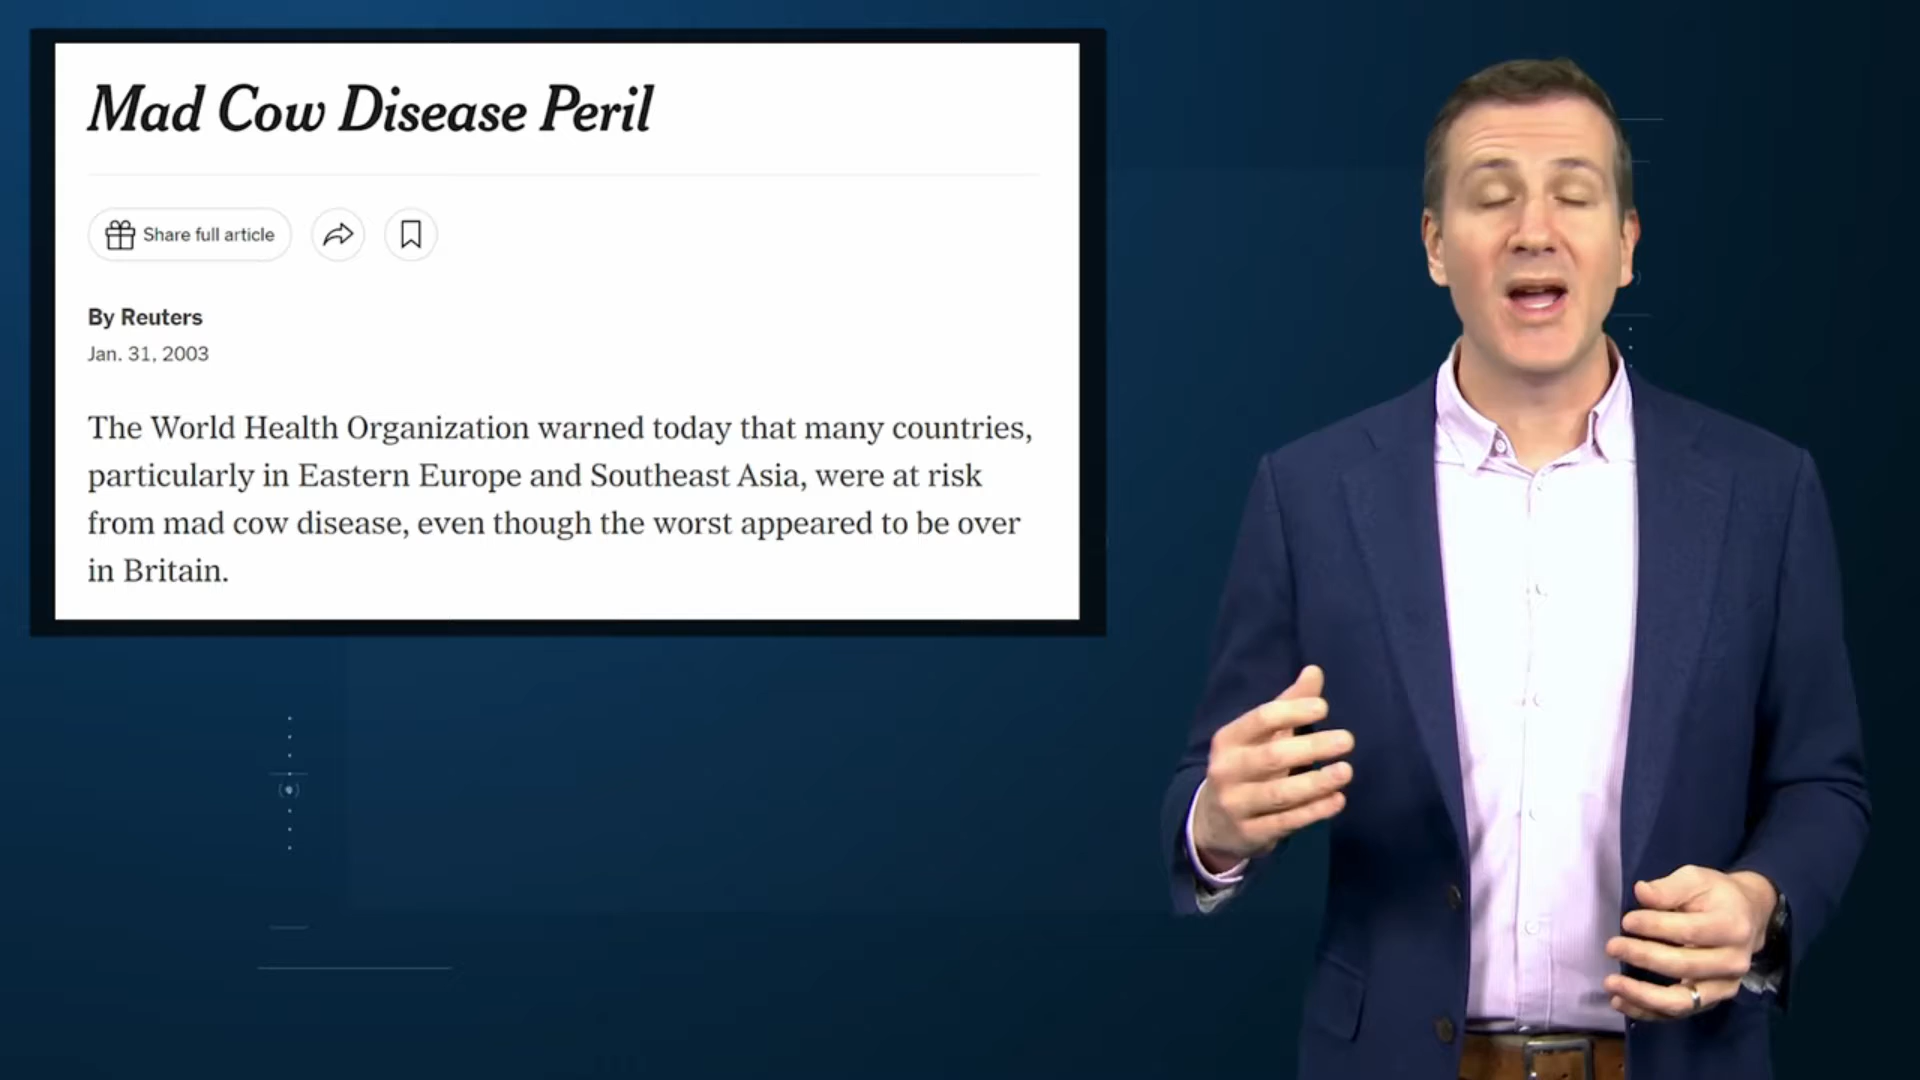 Mad Cow Disease Peril
Share full article
By Reuters
Jan. 31, 2003
The World Health Organization warned today that many countries,
particularly in Eastern Europe and Southeast Asia, were at risk
from mad cow disease, even though the worst appeared to be over
in Britain.